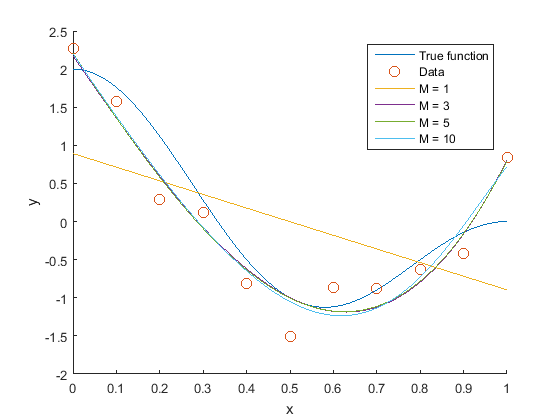 2.5
2
1.5
1
0.5
0
-0.5
-1
-1.5
-2
y
0 0.1 0.2 0.3 0.4 0.5 0.6 0.7 0.8 0.9 1
x
True function
Data
M = 1
M = 3
M = 5
M = 10